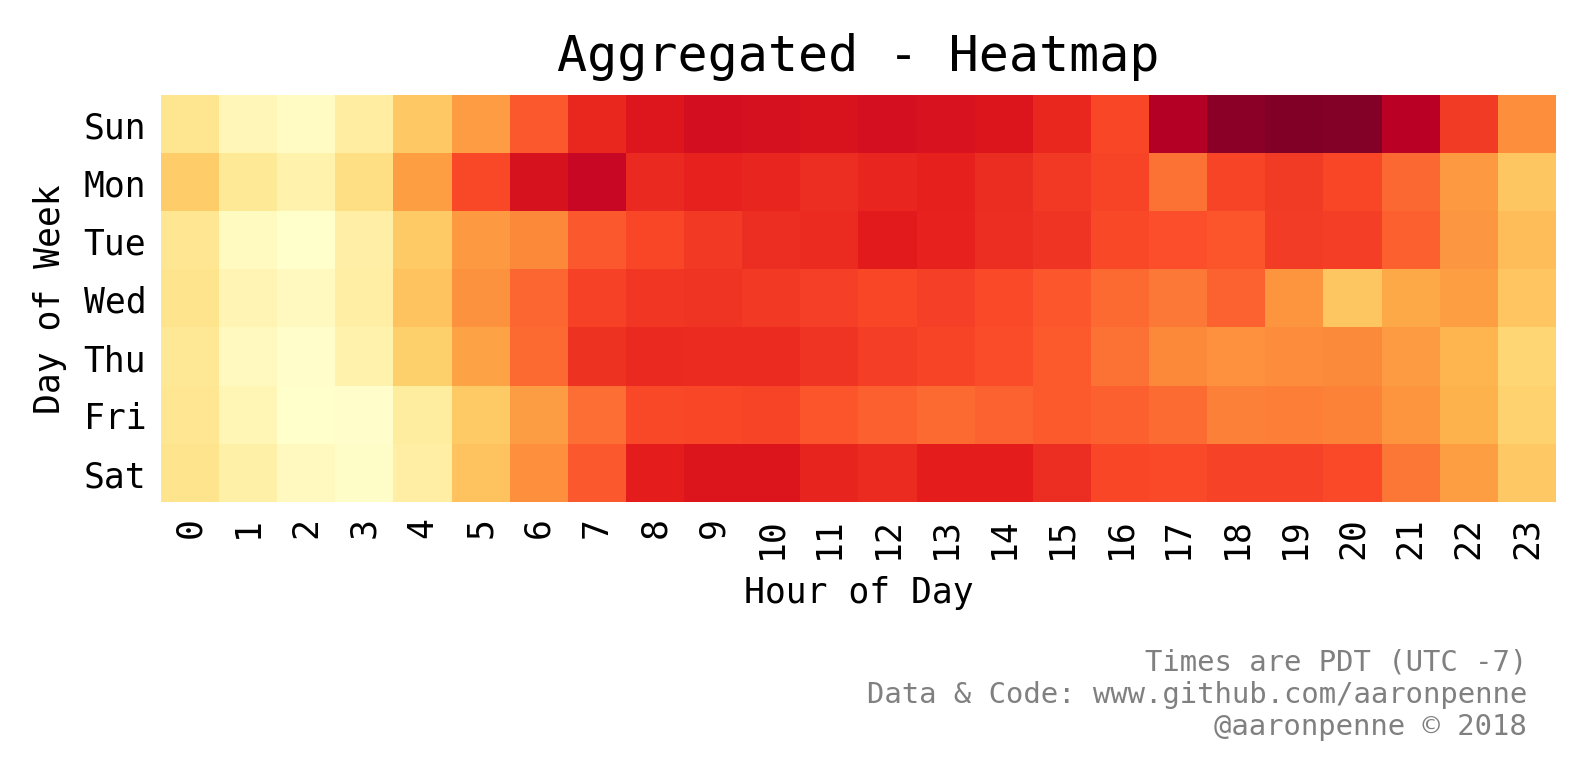 Aggregated - Heatmap
Day of Week
Sun
Mon
Tue
Wed
Thu
Fri
Sat
0 1 2 3 4 5 6 7 8 9 10 11 12 13 14 15 16 17 18 19 20 21 22 23
Hour of Day
Times are PDT (UTC -7)
Data & Code: www.github.com/aaronpenne
@aaronpenne © 2018